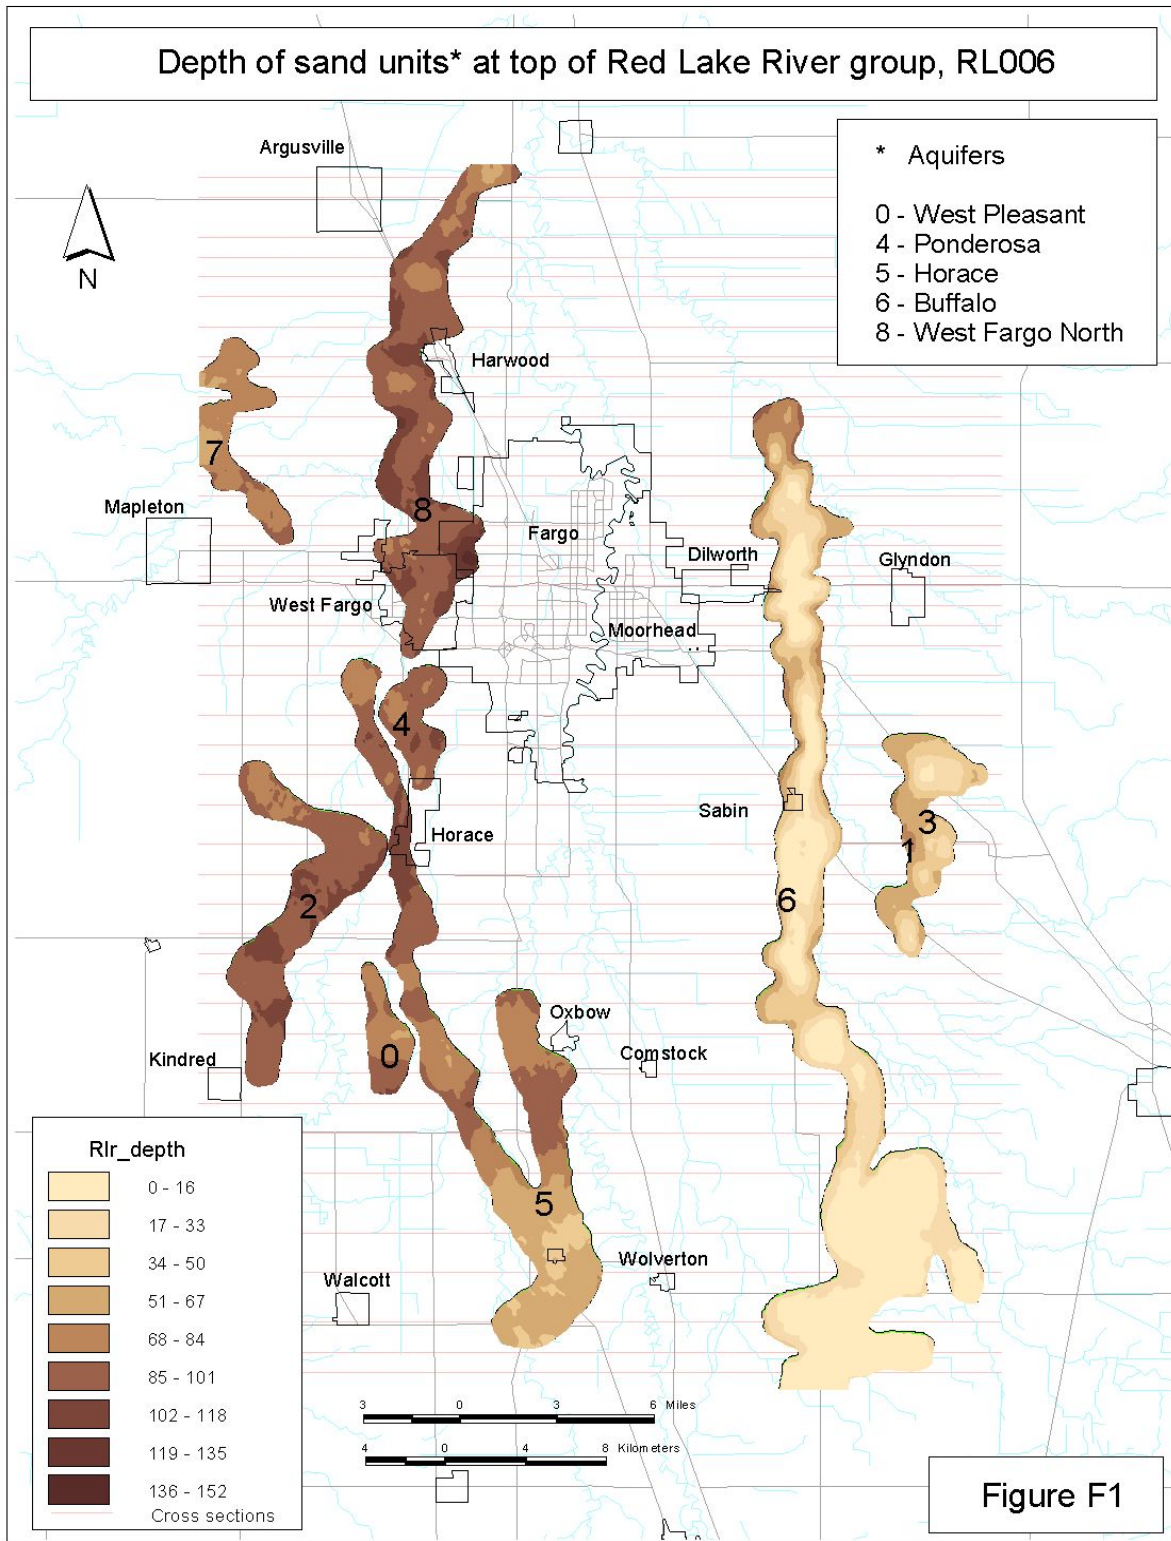 Depth of sand units* at top of Red Lake River group, RL006
* Aquifers
0 - West Pleasant
4 - Ponderosa
5 - Horace
6 - Buffalo
8 - West Fargo North
N
Argusville
Harwood
7
Mapleton
8
Fargo
Dilworth
Glyndon
West Fargo
Moorhead
4
Sabin
3
Horace
1
2
6
Oxbow
Kindred
0
Comstock
5
Wolverton
Walcott
Rlr_depth
0 - 16
17 - 33
34 - 50
51 - 67
68 - 84
85 - 101
102 - 118
119 - 135
136 - 152
Cross sections
3 0 3 6 Miles
4 0 4 8 Kilometers
Figure F1